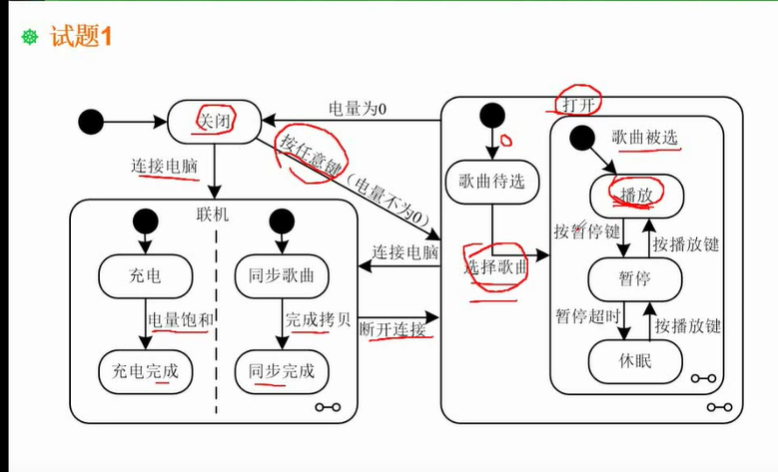 试题1
电量为0
打开
关闭
按任意键（电量不为0）
歌曲被选
连接电脑
歌曲待选
播放
联机
按暂停键
按播放键
连接电脑
选择歌曲
充电
同步歌曲
暂停
电量饱和
完成拷贝
断开连接
暂停超时
按播放键
充电完成
同步完成
休眠